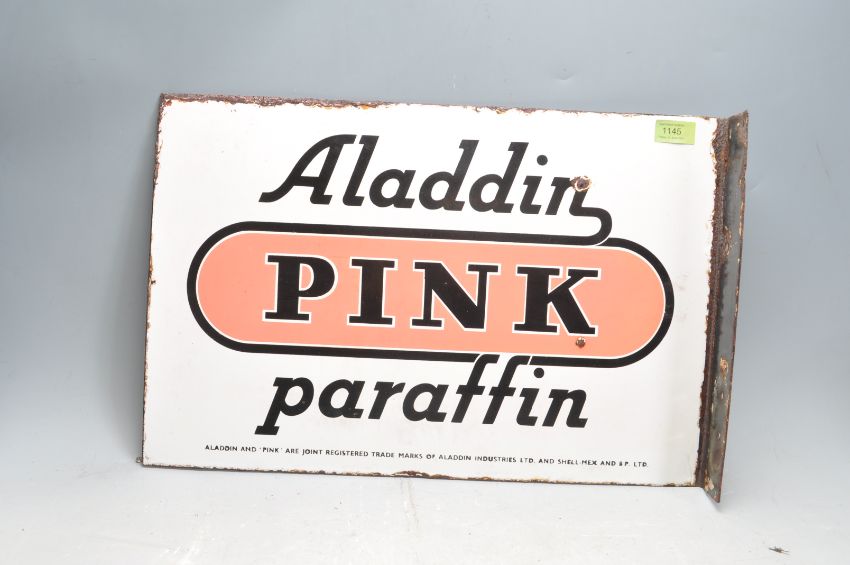 1145
Aladdin
PINK
paraffin
ALADDIN AND 'PINK' ARE JOINT REGISTERED TRADE MARKS OF ALADDIN INDUSTRIES LTD. AND SHELL-MEX AND B.P. LTD.